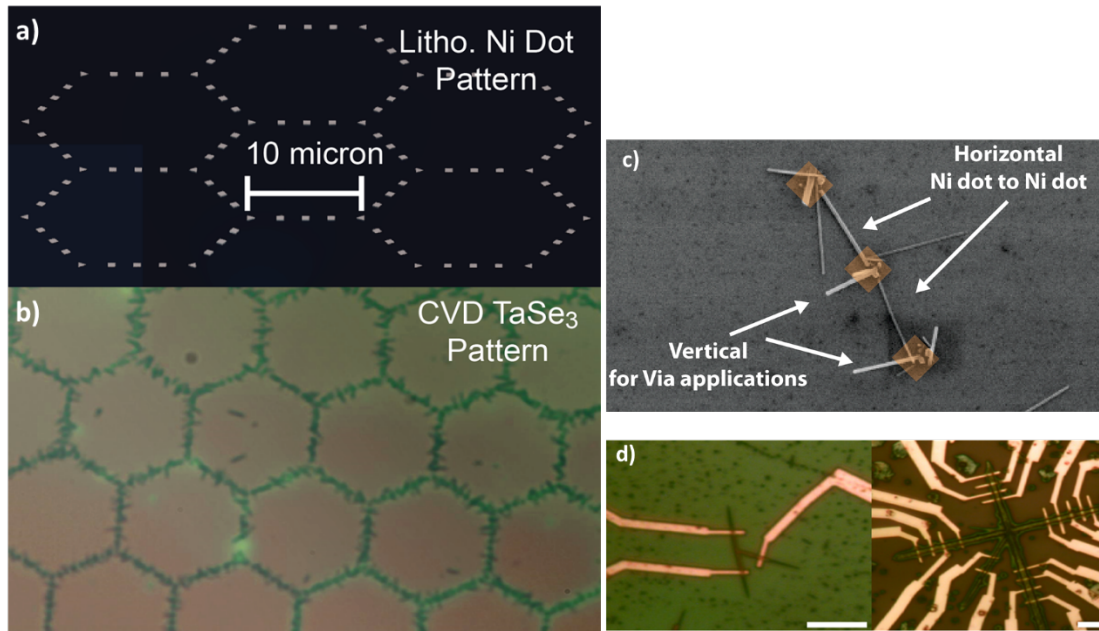 a)
Litho. Ni Dot
Pattern
10 micron
b)
CVD TaSe₃
Pattern
c)
Horizontal
Ni dot to Ni dot
Vertical
for Via applications
d)